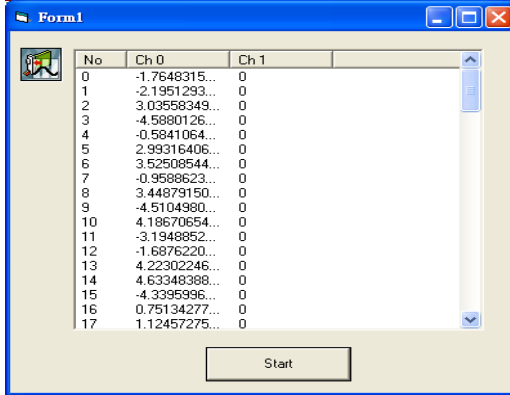 Form1
No Ch 0 Ch 1
0 -1.7648315... 0
1 -2.1951293... 0
2 3.03558349... 0
3 -4.5880126... 0
4 -0.5841064... 0
5 2.99316406... 0
6 3.52508544... 0
7 -0.9588623... 0
8 3.44879150... 0
9 -4.5104980... 0
10 4.18670654... 0
11 -3.1948852... 0
12 -1.6876220... 0
13 4.22302246... 0
14 4.63348388... 0
15 -4.3395996... 0
16 0.75134277... 0
17 1.12457275... 0
Start